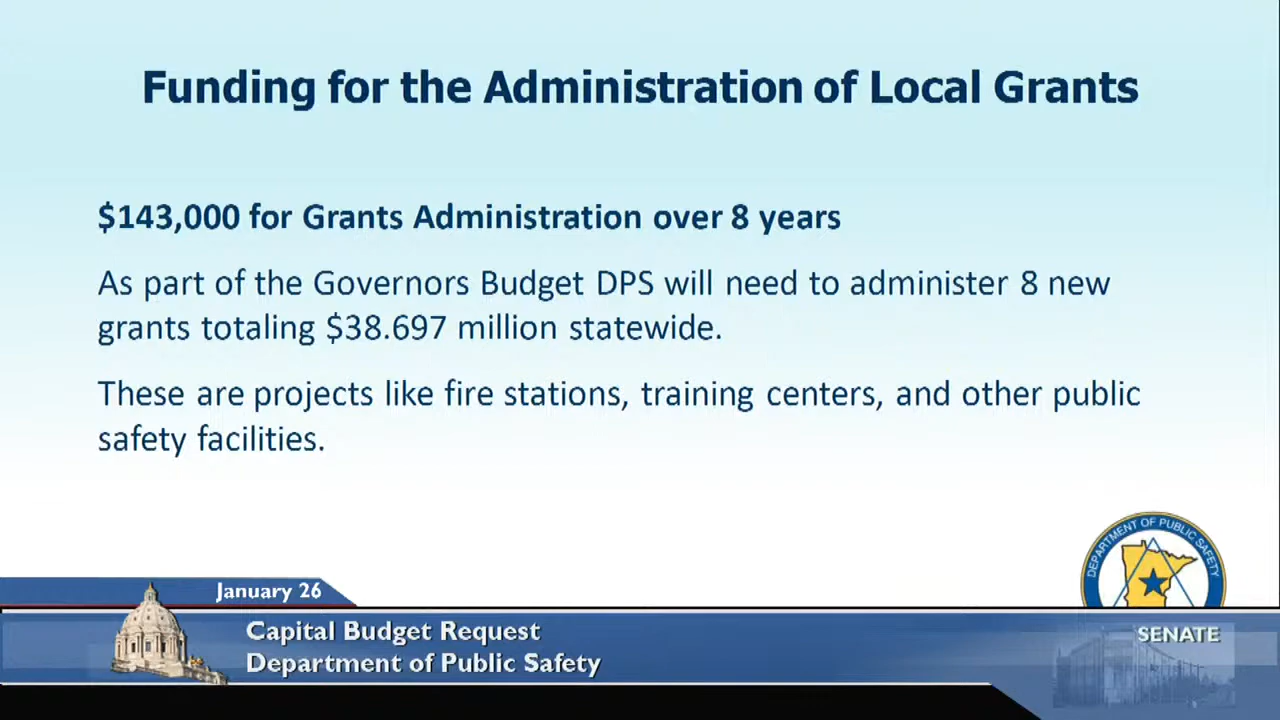 Funding for the Administration of Local Grants
$143,000 for Grants Administration over 8 years
As part of the Governors Budget DPS will need to administer 8 new
grants totaling $38.697 million statewide.
These are projects like fire stations, training centers, and other public
safety facilities.
DEPARTMENT OF PUBLIC SAFETY
January 26
Capital Budget Request
Department of Public Safety
SENATE